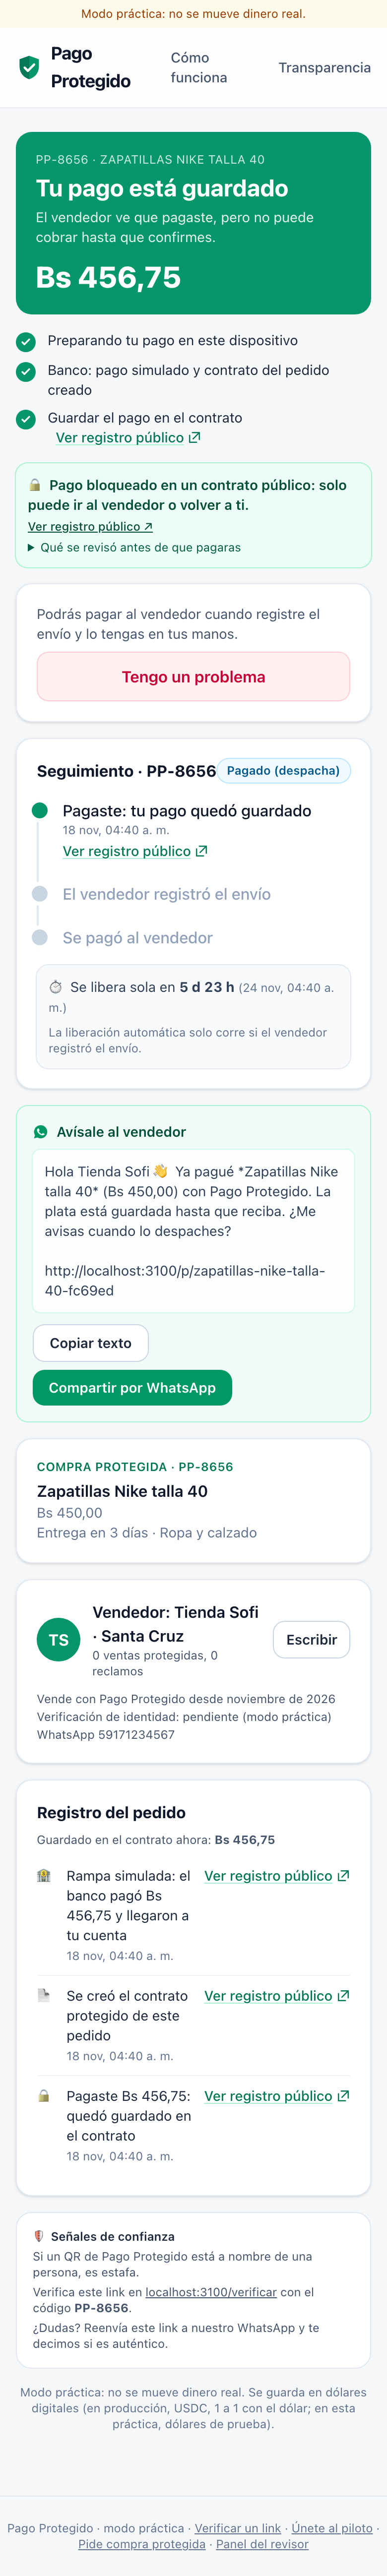 Modo práctica: no se mueve dinero real.
Pago
Protegido
Cómo
funciona
Transparencia
PP-8656 · ZAPATILLAS NIKE TALLA 40
Tu pago está guardado
El vendedor ve que pagaste, pero no puede
cobrar hasta que confirmes.
Bs 456,75
Preparando tu pago en este dispositivo
Banco: pago simulado y contrato del pedido
creado
Guardar el pago en el contrato
Ver registro público
Pago bloqueado en un contrato público: solo
puede ir al vendedor o volver a ti.
Ver registro público ↗
▶ Qué se revisó antes de que pagaras
Podrás pagar al vendedor cuando registre el
envío y lo tengas en tus manos.
Tengo un problema
Seguimiento · PP-8656
Pagado (despacha)
Pagaste: tu pago quedó guardado
18 nov, 04:40 a. m.
Ver registro público
El vendedor registró el envío
Se pagó al vendedor
⏱ Se libera sola en 5 d 23 h (24 nov, 04:40 a.
m.)
La liberación automática solo corre si el vendedor
registró el envío.
Avísale al vendedor
Hola Tienda Sofi 👋 Ya pagué *Zapatillas Nike
talla 40* (Bs 450,00) con Pago Protegido. La
plata está guardada hasta que reciba. ¿Me
avisas cuando lo despaches?
http://localhost:3100/p/zapatillas-nike-talla-
40-fc69ed
Copiar texto
Compartir por WhatsApp
COMPRA PROTEGIDA · PP-8656
Zapatillas Nike talla 40
Bs 450,00
Entrega en 3 días · Ropa y calzado
TS
Vendedor: Tienda Sofi
· Santa Cruz
0 ventas protegidas, 0
reclamos
Escribir
Vende con Pago Protegido desde noviembre de 2026
Verificación de identidad: pendiente (modo práctica)
WhatsApp 59171234567
Registro del pedido
Guardado en el contrato ahora: Bs 456,75
Rampa simulada: el
banco pagó Bs
456,75 y llegaron a
tu cuenta
18 nov, 04:40 a. m.
Ver registro público
Se creó el contrato
protegido de este
pedido
18 nov, 04:40 a. m.
Ver registro público
Pagaste Bs 456,75:
quedó guardado en
el contrato
18 nov, 04:40 a. m.
Ver registro público
Señales de confianza
Si un QR de Pago Protegido está a nombre de una
persona, es estafa.
Verifica este link en localhost:3100/verificar con el
código PP-8656.
¿Dudas? Reenvía este link a nuestro WhatsApp y te
decimos si es auténtico.
Modo práctica: no se mueve dinero real. Se guarda en dólares
digitales (en producción, USDC, 1 a 1 con el dólar; en esta
práctica, dólares de prueba).
Pago Protegido · modo práctica · Verificar un link · Únete al piloto ·
Pide compra protegida · Panel del revisor